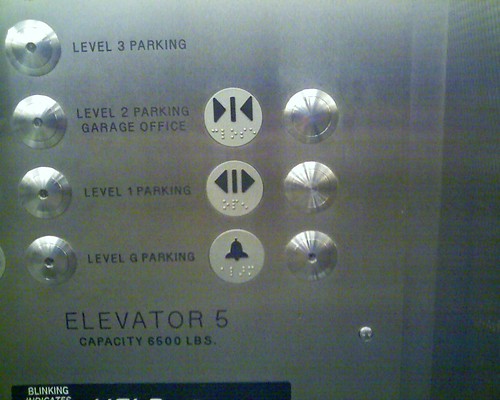 LEVEL 3 PARKING
LEVEL 2 PARKING
GARAGE OFFICE
LEVEL 1 PARKING
LEVEL G PARKING
ELEVATOR 5
CAPACITY 6500 LBS.
BLINKING
INDICATES
HELP